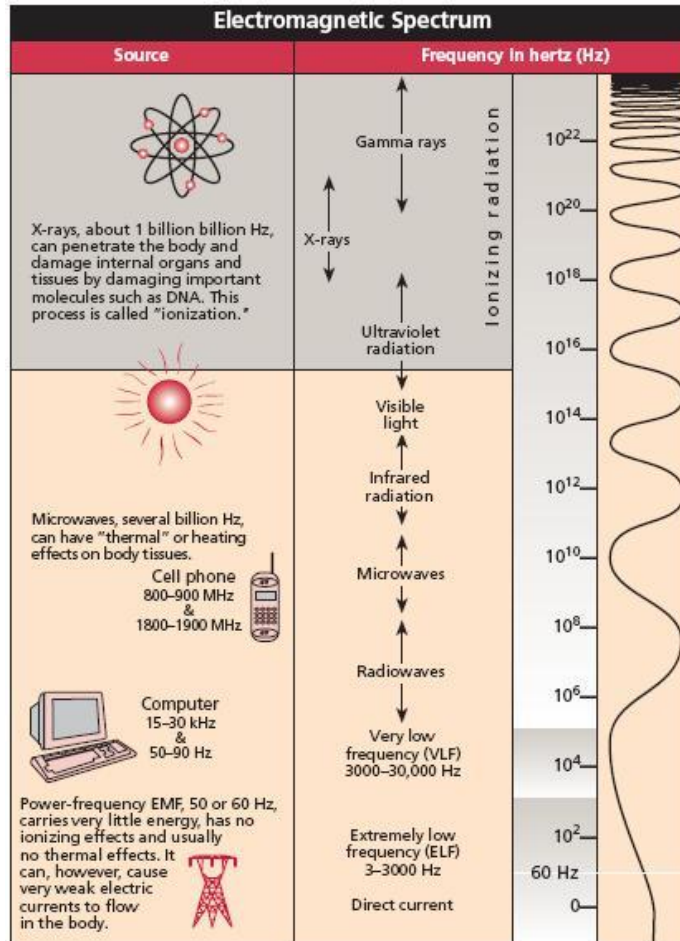 Electromagnetic Spectrum
Source
Frequency in hertz (Hz)
X-rays, about 1 billion billion Hz,
can penetrate the body and
damage internal organs and
tissues by damaging important
molecules such as DNA. This
process is called "ionization."
Gamma rays
X-rays
Ultraviolet
radiation
Ionizing radiation
Visible
light
Infrared
radiation
Microwaves, several billion Hz,
can have "thermal" or heating
effects on body tissues.
Cell phone
800–900 MHz
&
1800–1900 MHz
Microwaves
Radiowaves
Computer
15–30 kHz
&
50–90 Hz
Very low
frequency (VLF)
3000–30,000 Hz
Power-frequency EMF, 50 or 60 Hz,
carries very little energy, has no
ionizing effects and usually
no thermal effects. It
can, however, cause
very weak electric
currents to flow
in the body.
Extremely low
frequency (ELF)
3–3000 Hz
Direct current
10²²
10²⁰
10¹⁸
10¹⁶
10¹⁴
10¹²
10¹⁰
10⁸
10⁶
10⁴
10²
60 Hz
0